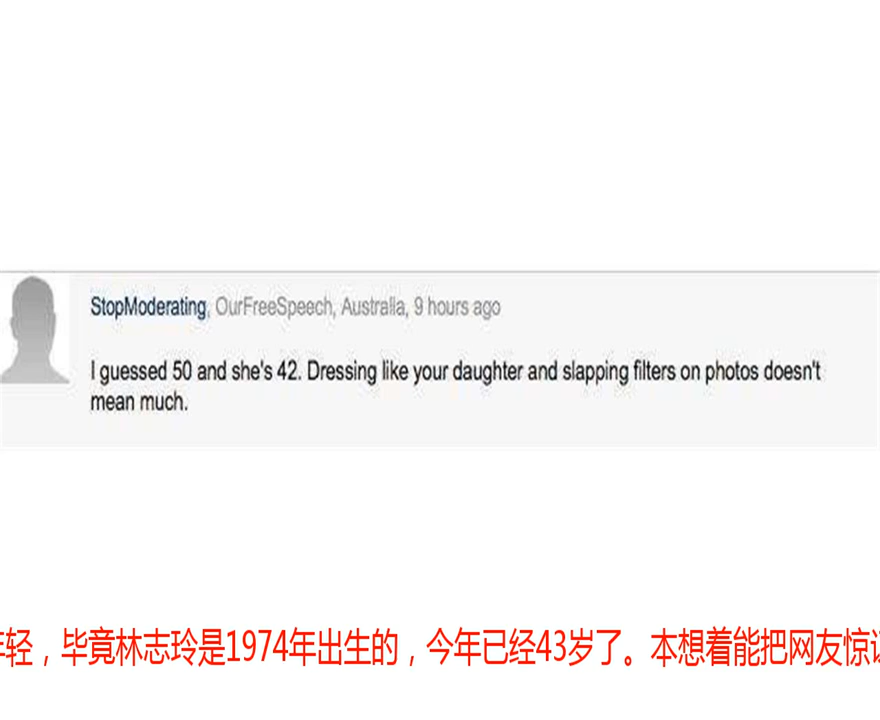 StopModerating, OurFreeSpeech, Australia, 9 hours ago
I guessed 50 and she's 42. Dressing like your daughter and slapping filters on photos doesn't
mean much.
轻，毕竟林志玲是1974年出生的，今年已经43岁了。本想着能把网友惊